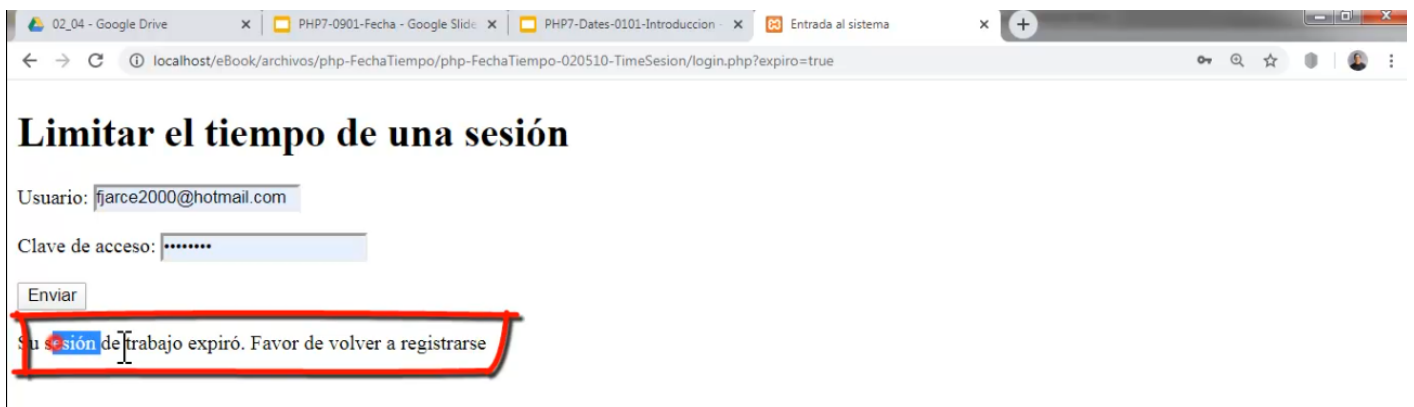 02_04 - Google Drive
PHP7-0901-Fecha - Google Slide
PHP7-Dates-0101-Introduccion -
Entrada al sistema
localhost/eBook/archivos/php-FechaTiempo/php-FechaTiempo-020510-TimeSesion/login.php?expiro=true
Limitar el tiempo de una sesión
Usuario: fjarce2000@hotmail.com
Clave de acceso: ••••••••
Enviar
Su sesión de trabajo expiró. Favor de volver a registrarse